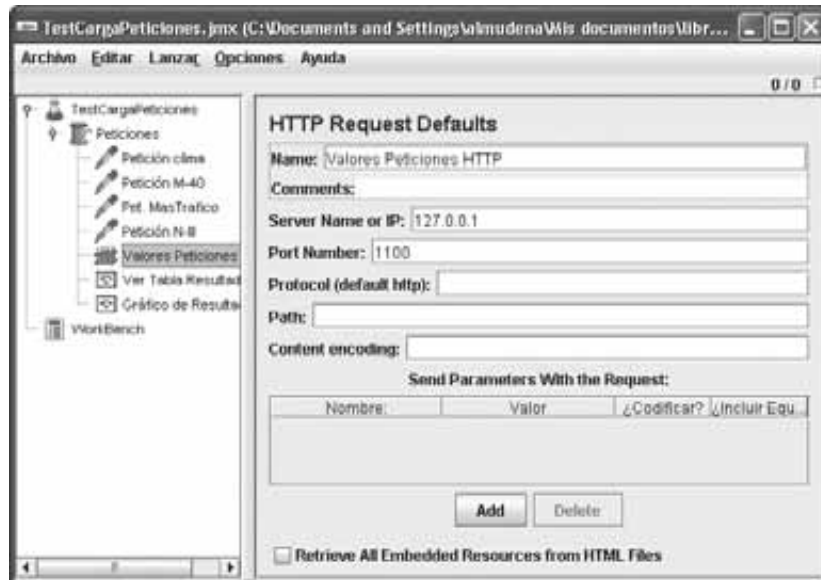 TestCargaPeticiones.jmx (C:\Documents and Settings\almudena\Mis documentos\libr...
Archivo Editar Lanzar Opciones Ayuda
0 / 0
TestCargaPeticiones
Peticiones
Petición clima
Petición M-40
Pet. MasTrafico
Petición N-II
Valores Peticiones
Ver Tabla Resultad
Gráfico de Resulta
WorkBench
HTTP Request Defaults
Name: Valores Peticiones HTTP
Comments:
Server Name or IP: 127.0.0.1
Port Number: 1100
Protocol (default http):
Path:
Content encoding:
Send Parameters With the Request:
Nombre: Valor ¿Codificar? ¿Incluir Equ...
Add Delete
Retrieve All Embedded Resources from HTML Files